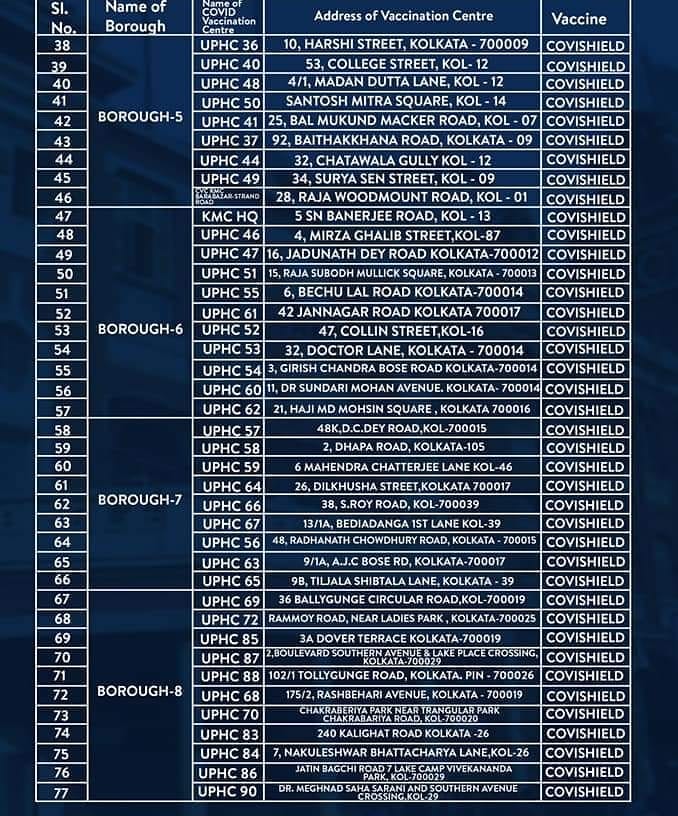 Sl. No. Name of Borough Name of COVID Vaccination Centre Address of Vaccination Centre Vaccine
38 UPHC 36 10, HARSHI STREET, KOLKATA - 700009 COVISHIELD
39 UPHC 40 53, COLLEGE STREET, KOL- 12 COVISHIELD
40 UPHC 48 4/1, MADAN DUTTA LANE, KOL - 12 COVISHIELD
41 UPHC 50 SANTOSH MITRA SQUARE, KOL - 14 COVISHIELD
BOROUGH-5
42 UPHC 41 25, BAL MUKUND MACKER ROAD, KOL - 07 COVISHIELD
43 UPHC 37 92, BAITHAKKHANA ROAD, KOLKATA - 09 COVISHIELD
44 UPHC 44 32, CHATAWALA GULLY KOL - 12 COVISHIELD
45 UPHC 49 34, SURYA SEN STREET, KOL - 09 COVISHIELD
46 CVC KMC BARABAZAR-STRAND ROAD 28, RAJA WOODMOUNT ROAD, KOL - 01 COVISHIELD
47 KMC HQ 5 SN BANERJEE ROAD, KOL - 13 COVISHIELD
48 UPHC 46 4, MIRZA GHALIB STREET,KOL-87 COVISHIELD
49 UPHC 47 16, JADUNATH DEY ROAD KOLKATA-700012 COVISHIELD
50 UPHC 51 15, RAJA SUBODH MULLICK SQUARE, KOLKATA - 700013 COVISHIELD
51 UPHC 55 6, BECHU LAL ROAD KOLKATA-700014 COVISHIELD
52 UPHC 61 42 JANNAGAR ROAD KOLKATA 700017 COVISHIELD
53 BOROUGH-6 UPHC 52 47, COLLIN STREET,KOL-16 COVISHIELD
54 UPHC 53 32, DOCTOR LANE, KOLKATA - 700014 COVISHIELD
55 UPHC 54 3, GIRISH CHANDRA BOSE ROAD KOLKATA-700014 COVISHIELD
56 UPHC 60 11, DR SUNDARI MOHAN AVENUE. KOLKATA- 700014 COVISHIELD
57 UPHC 62 21, HAJI MD MOHSIN SQUARE , KOLKATA 700016 COVISHIELD
58 UPHC 57 48K,D.C.DEY ROAD,KOL-700015 COVISHIELD
59 UPHC 58 2, DHAPA ROAD, KOLKATA-105 COVISHIELD
60 UPHC 59 6 MAHENDRA CHATTERJEE LANE KOL-46 COVISHIELD
61 UPHC 64 26, DILKHUSHA STREET,KOLKATA 700017 COVISHIELD
62 BOROUGH-7 UPHC 66 38, S.ROY ROAD, KOL-700039 COVISHIELD
63 UPHC 67 13/1A, BEDIADANGA 1ST LANE KOL-39 COVISHIELD
64 UPHC 56 48, RADHANATH CHOWDHURY ROAD, KOLKATA - 700015 COVISHIELD
65 UPHC 63 9/1A, A.J.C BOSE RD, KOLKATA-700017 COVISHIELD
66 UPHC 65 9B, TILJALA SHIBTALA LANE, KOLKATA - 39 COVISHIELD
67 UPHC 69 36 BALLYGUNGE CIRCULAR ROAD,KOL-700019 COVISHIELD
68 UPHC 72 RAMMOY ROAD, NEAR LADIES PARK , KOLKATA-700025 COVISHIELD
69 UPHC 85 3A DOVER TERRACE KOLKATA-700019 COVISHIELD
70 UPHC 87 2,BOULEVARD SOUTHERN AVENUE & LAKE PLACE CROSSING, KOLKATA-700029 COVISHIELD
71 UPHC 88 102/1 TOLLYGUNGE ROAD, KOLKATA. PIN - 700026 COVISHIELD
72 BOROUGH-8 UPHC 68 175/2, RASHBEHARI AVENUE, KOLKATA - 700019 COVISHIELD
73 UPHC 70 CHAKRABERIYA PARK NEAR TRANGULAR PARK CHAKRABARIYA ROAD, KOL-700020 COVISHIELD
74 UPHC 83 240 KALIGHAT ROAD KOLKATA -26 COVISHIELD
75 UPHC 84 7, NAKULESHWAR BHATTACHARYA LANE,KOL-26 COVISHIELD
76 UPHC 86 JATIN BAGCHI ROAD 7 LAKE CAMP VIVEKANANDA PARK, KOL-700029 COVISHIELD
77 UPHC 90 DR. MEGHNAD SAHA SARANI AND SOUTHERN AVENUE CROSSING,KOL-29 COVISHIELD